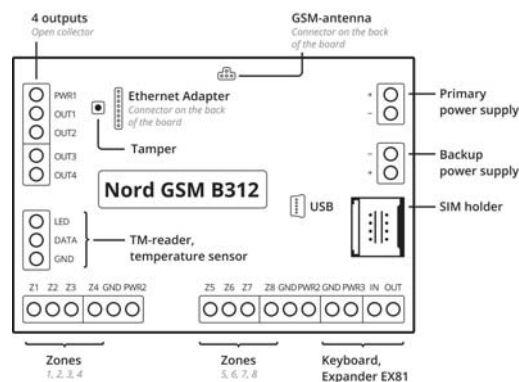 4 outputs
Open collector
GSM-antenna
Connector on the back
of the board
PWR1
OUT1
OUT2
OUT3
OUT4
Ethernet Adapter
Connector on the back
of the board
Tamper
+
−
Primary
power supply
−
+
Backup
power supply
Nord GSM B312
USB
SIM holder
LED
DATA
GND
TM-reader,
temperature sensor
Z1 Z2 Z3 Z4 GND PWR2
Z5 Z6 Z7 Z8 GND PWR2 GND PWR3 IN OUT
Zones
1, 2, 3, 4
Zones
5, 6, 7, 8
Keyboard,
Expander EX81